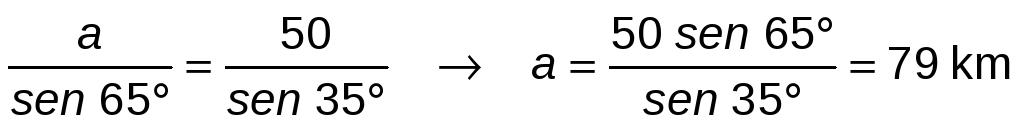 a / sen 65° = 50 / sen 35° → a = 50 sen 65° / sen 35° = 79 km